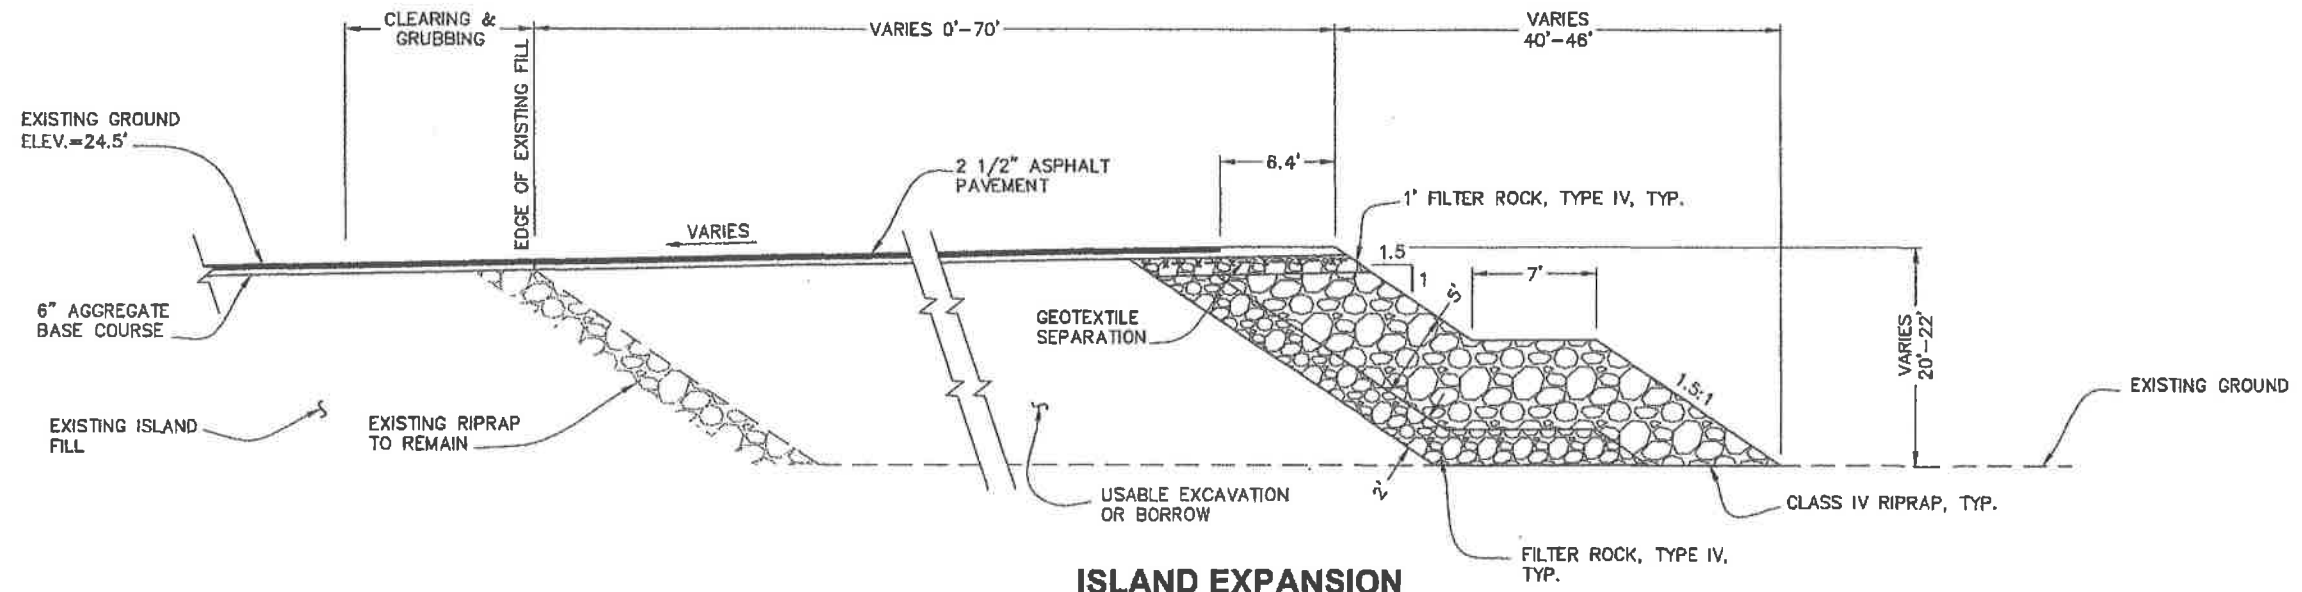 CLEARING &
GRUBBING
VARIES 0'-70'
VARIES
40'-46'
EDGE OF EXISTING FILL
EXISTING GROUND
ELEV.=24.5'
2 1/2" ASPHALT
PAVEMENT
6.4'
1' FILTER ROCK, TYPE IV, TYP.
VARIES
1.5
1
7'
5'
6" AGGREGATE
BASE COURSE
GEOTEXTILE
SEPARATION
VARIES
20'-22'
1.5:1
EXISTING GROUND
EXISTING ISLAND
FILL
EXISTING RIPRAP
TO REMAIN
2'
USABLE EXCAVATION
OR BORROW
CLASS IV RIPRAP, TYP.
FILTER ROCK, TYPE IV,
TYP.
ISLAND EXPANSION